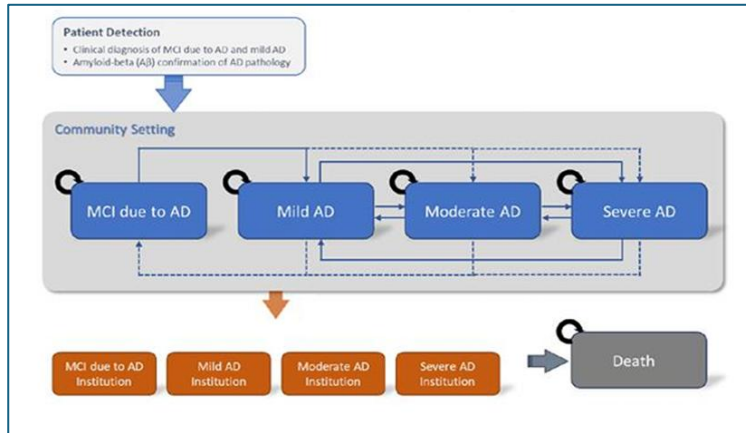 Patient Detection
• Clinical diagnosis of MCI due to AD and mild AD
• Amyloid-beta (Aβ) confirmation of AD pathology
Community Setting
MCI due to AD
Mild AD
Moderate AD
Severe AD
MCI due to AD
Institution
Mild AD
Institution
Moderate AD
Institution
Severe AD
Institution
Death